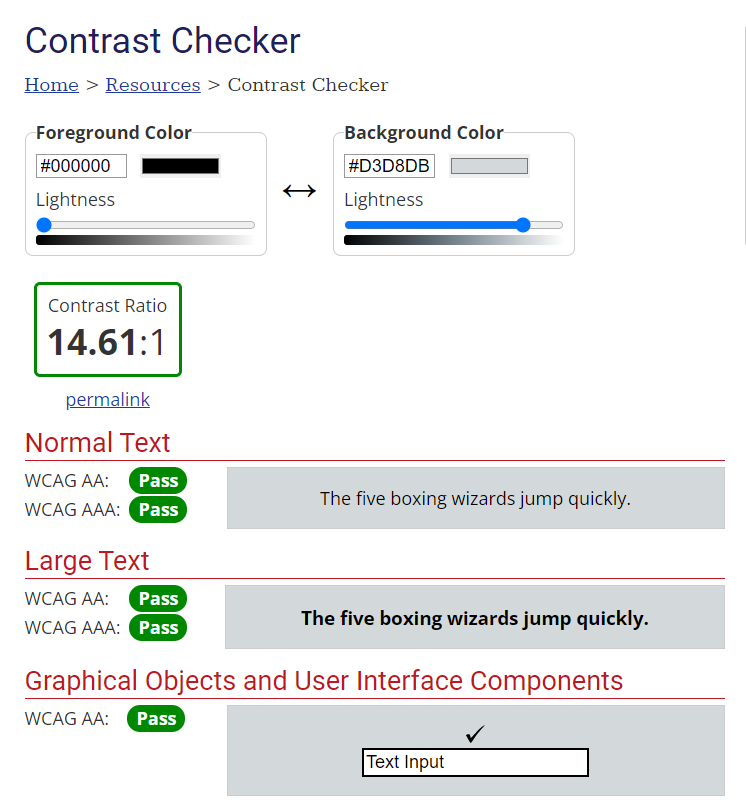 Contrast Checker
Home > Resources > Contrast Checker
Foreground Color
#000000
Lightness
Background Color
#D3D8DB
Lightness
Contrast Ratio
14.61:1
permalink
Normal Text
WCAG AA: Pass
WCAG AAA: Pass
The five boxing wizards jump quickly.
Large Text
WCAG AA: Pass
WCAG AAA: Pass
The five boxing wizards jump quickly.
Graphical Objects and User Interface Components
WCAG AA: Pass
Text Input